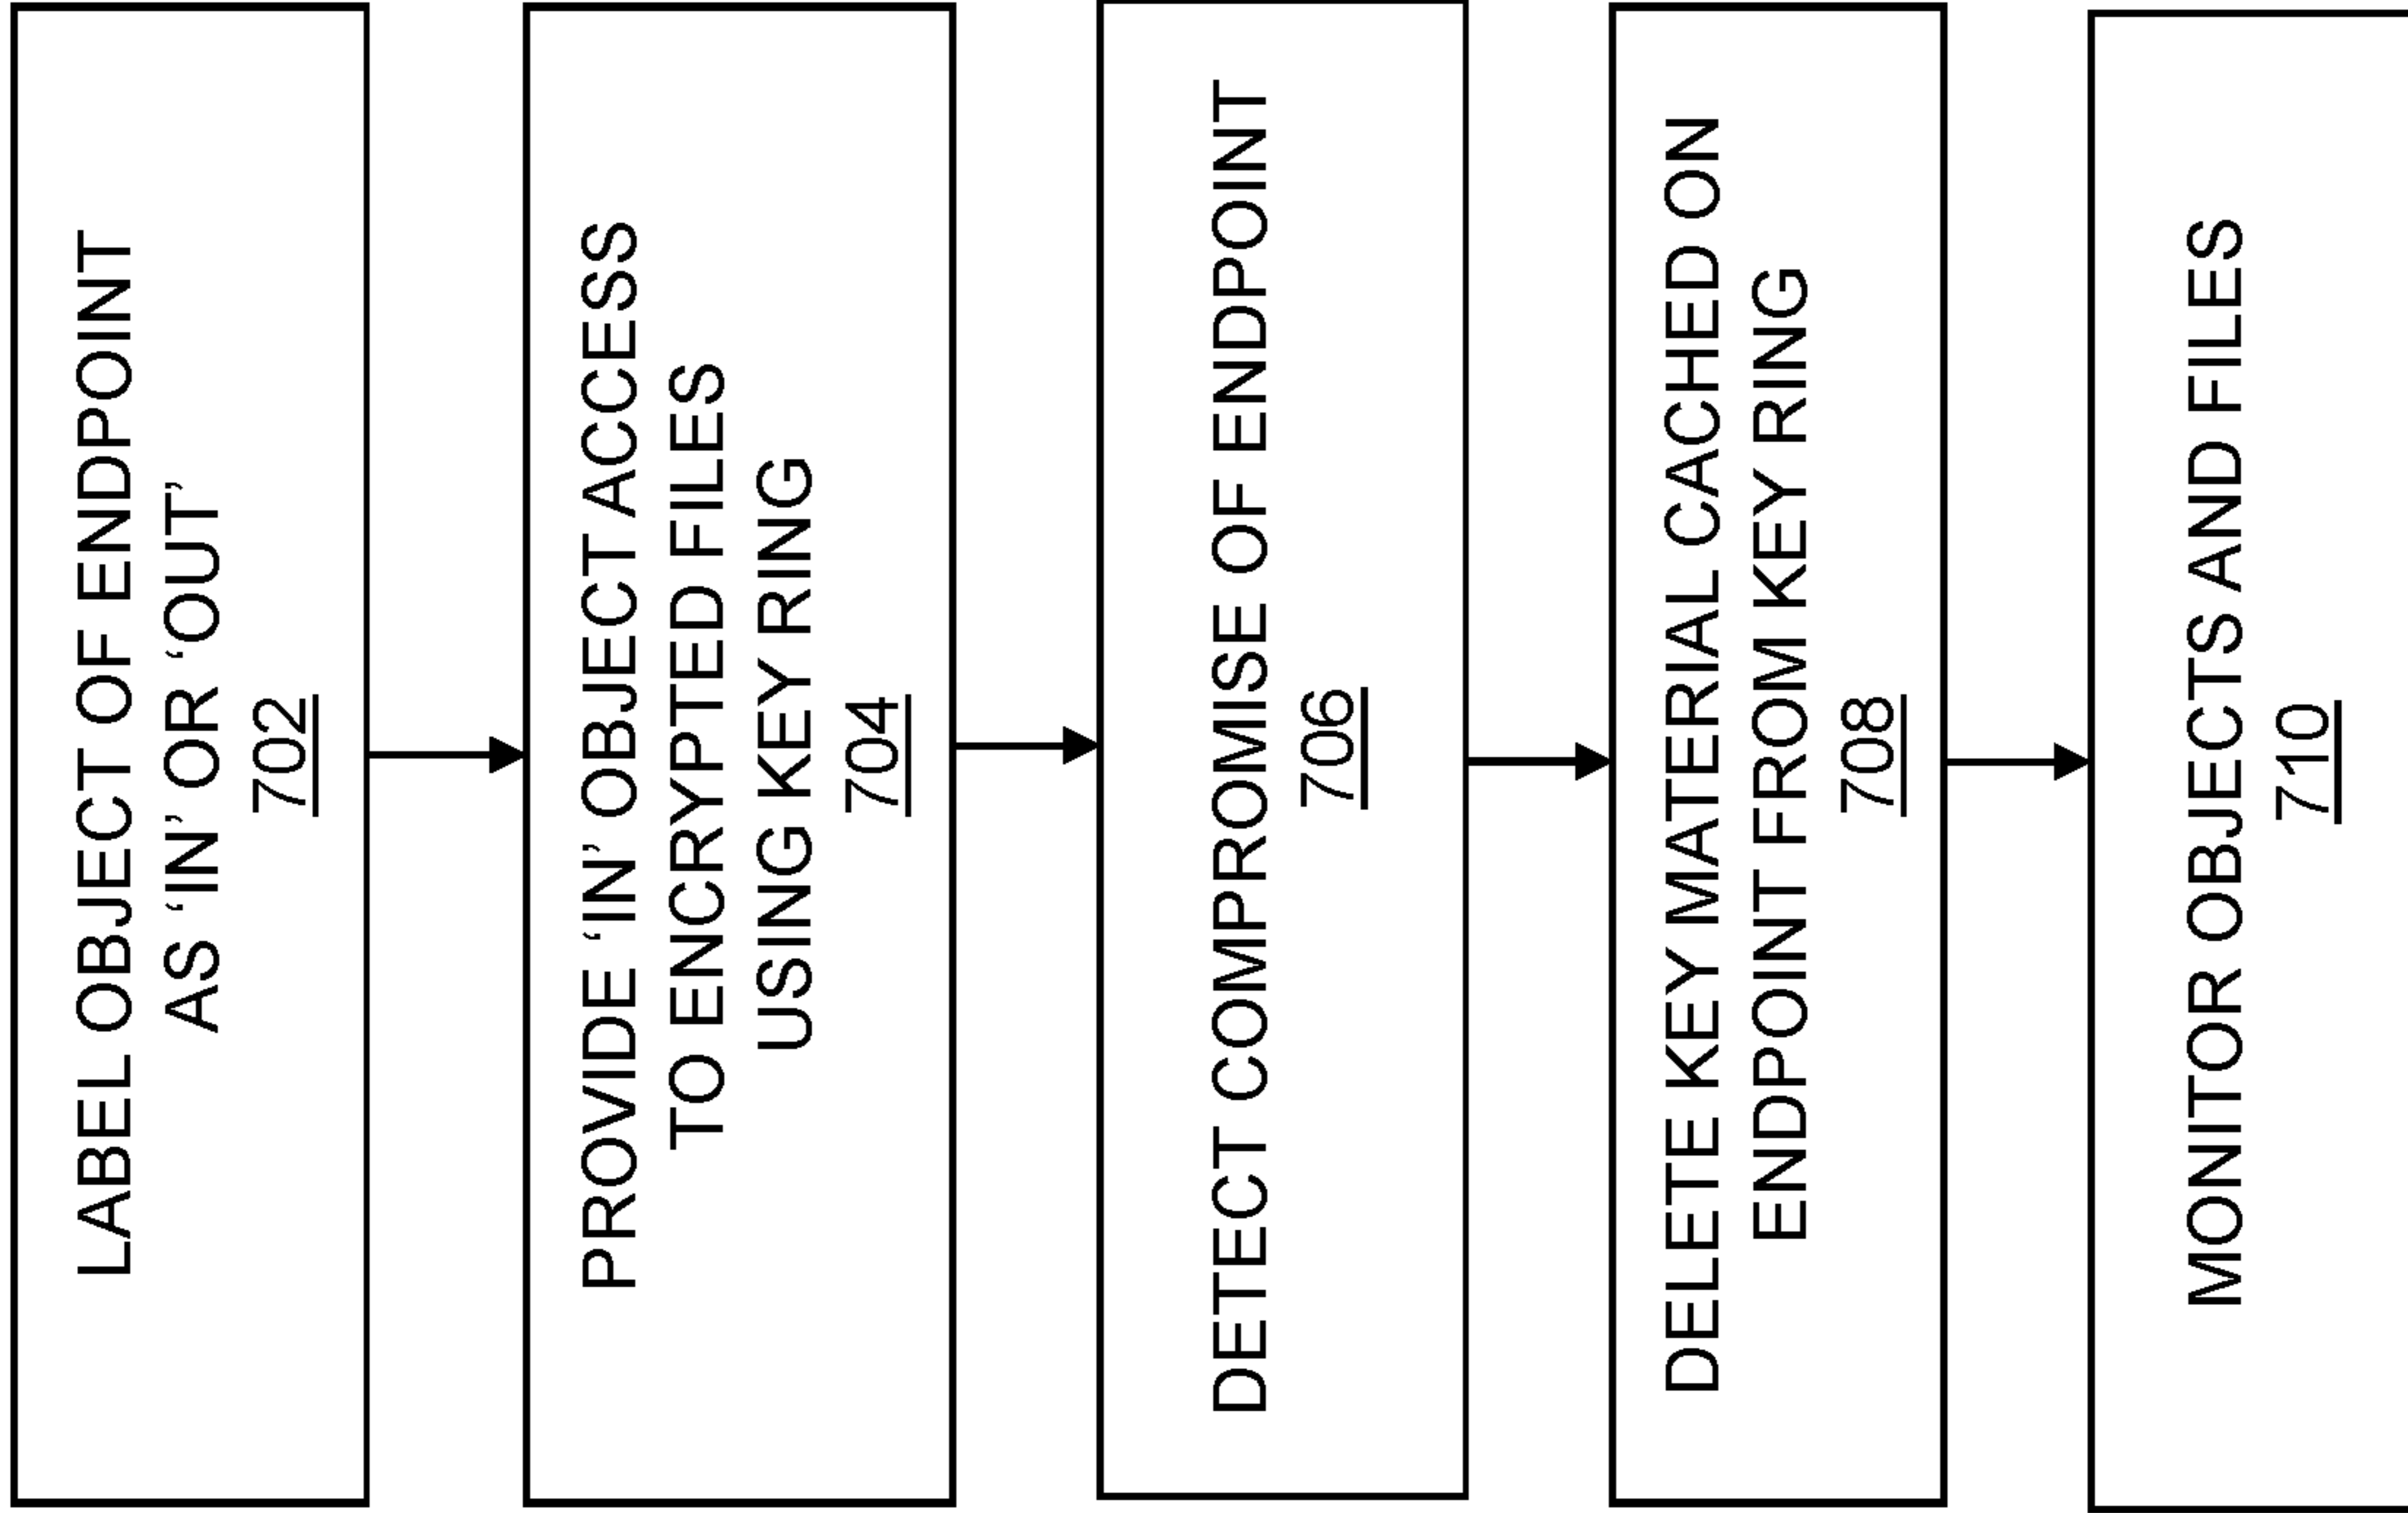 LABEL OBJECT OF ENDPOINT
AS ‘IN’ OR ‘OUT’
702
PROVIDE ‘IN’ OBJECT ACCESS
TO ENCRYPTED FILES
USING KEY RING
704
DETECT COMPROMISE OF ENDPOINT
706
DELETE KEY MATERIAL CACHED ON
ENDPOINT FROM KEY RING
708
MONITOR OBJECTS AND FILES
710